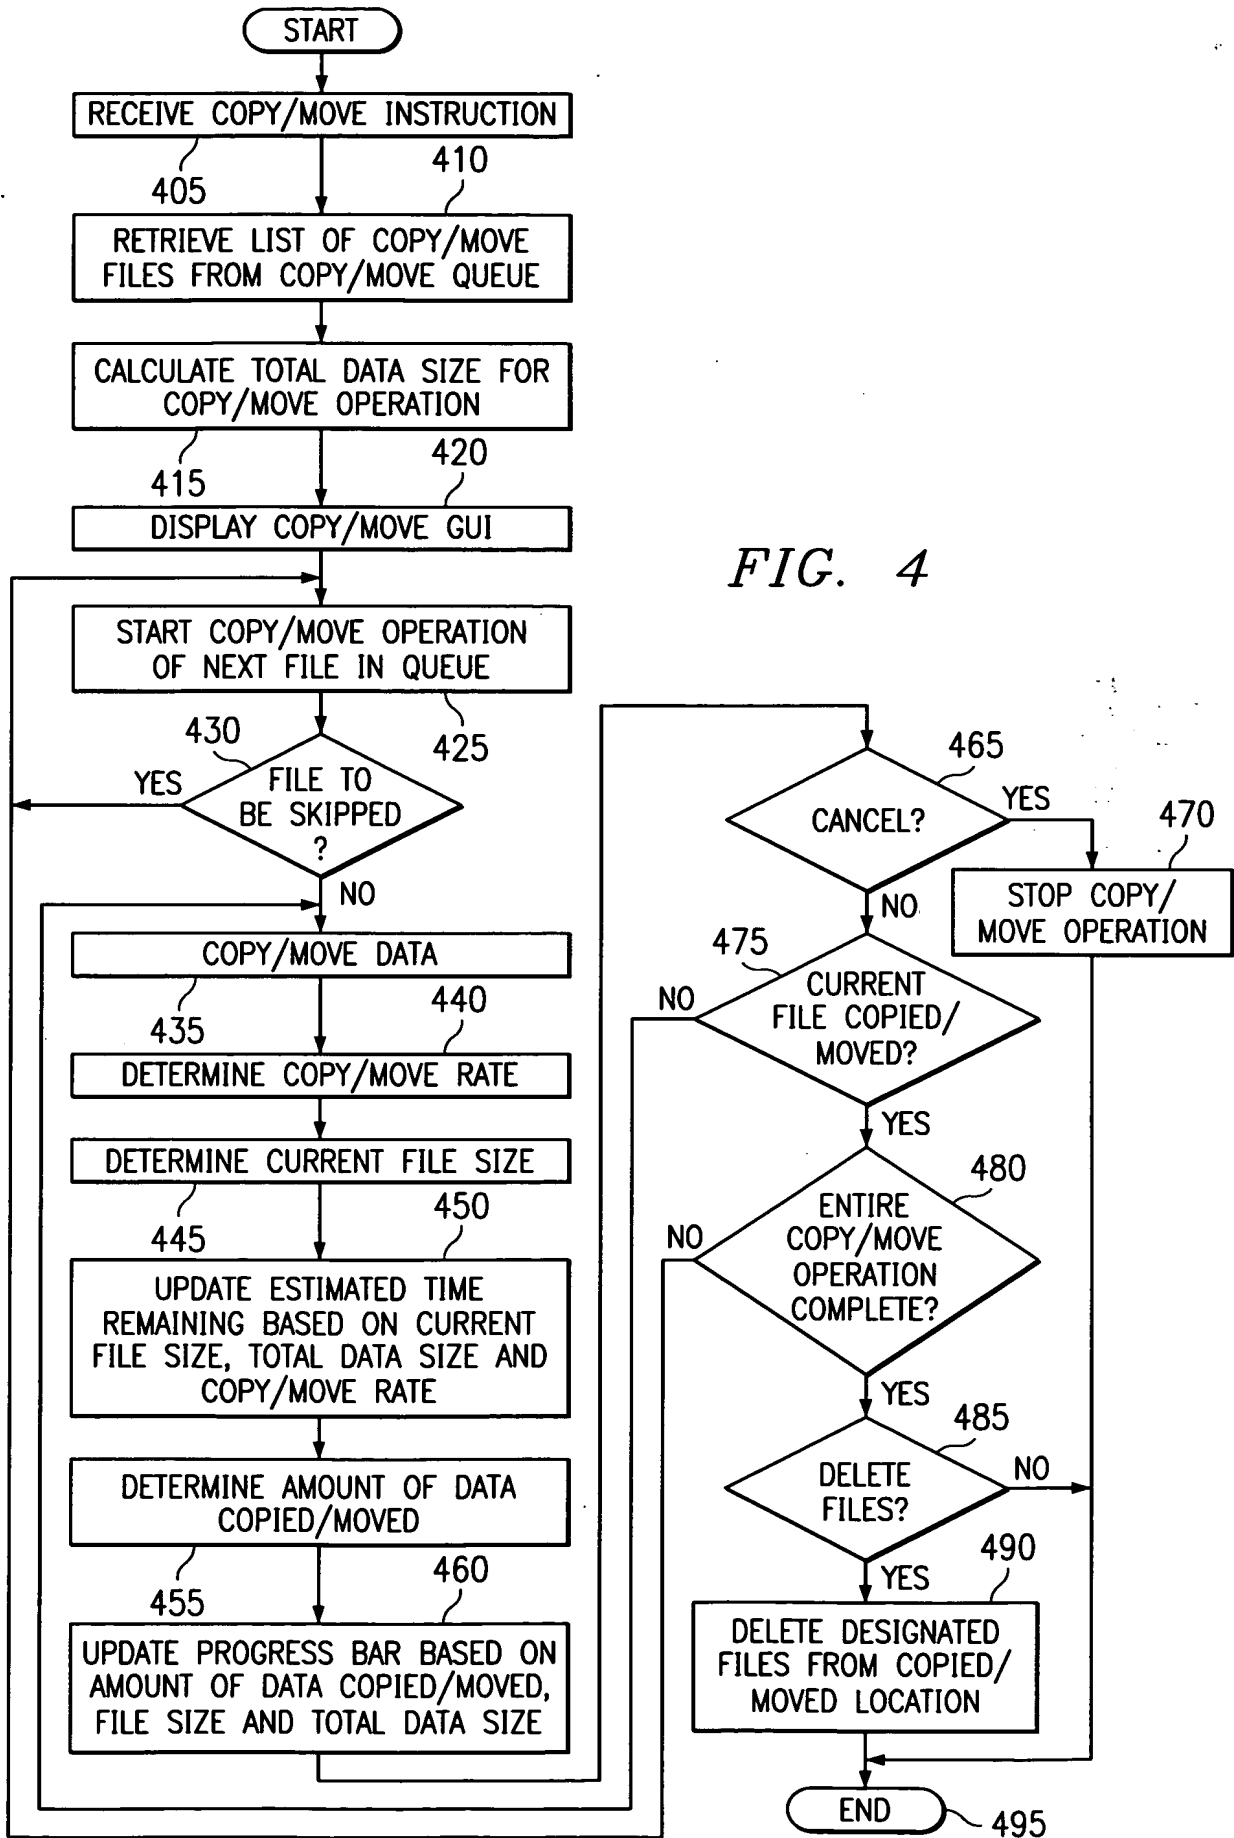 START
RECEIVE COPY/MOVE INSTRUCTION
405
410
RETRIEVE LIST OF COPY/MOVE
FILES FROM COPY/MOVE QUEUE
CALCULATE TOTAL DATA SIZE FOR
COPY/MOVE OPERATION
415
420
DISPLAY COPY/MOVE GUI
START COPY/MOVE OPERATION
OF NEXT FILE IN QUEUE
425
430
YES
FILE TO
BE SKIPPED
?
NO
COPY/MOVE DATA
435
440
DETERMINE COPY/MOVE RATE
DETERMINE CURRENT FILE SIZE
445
450
UPDATE ESTIMATED TIME
REMAINING BASED ON CURRENT
FILE SIZE, TOTAL DATA SIZE AND
COPY/MOVE RATE
DETERMINE AMOUNT OF DATA
COPIED/MOVED
455
460
UPDATE PROGRESS BAR BASED ON
AMOUNT OF DATA COPIED/MOVED,
FILE SIZE AND TOTAL DATA SIZE
FIG. 4
465
CANCEL?
YES
470
STOP COPY/
MOVE OPERATION
NO
475
NO
CURRENT
FILE COPIED/
MOVED?
YES
480
NO
ENTIRE
COPY/MOVE
OPERATION
COMPLETE?
YES
485
DELETE
FILES?
NO
YES
490
DELETE DESIGNATED
FILES FROM COPIED/
MOVED LOCATION
END
495